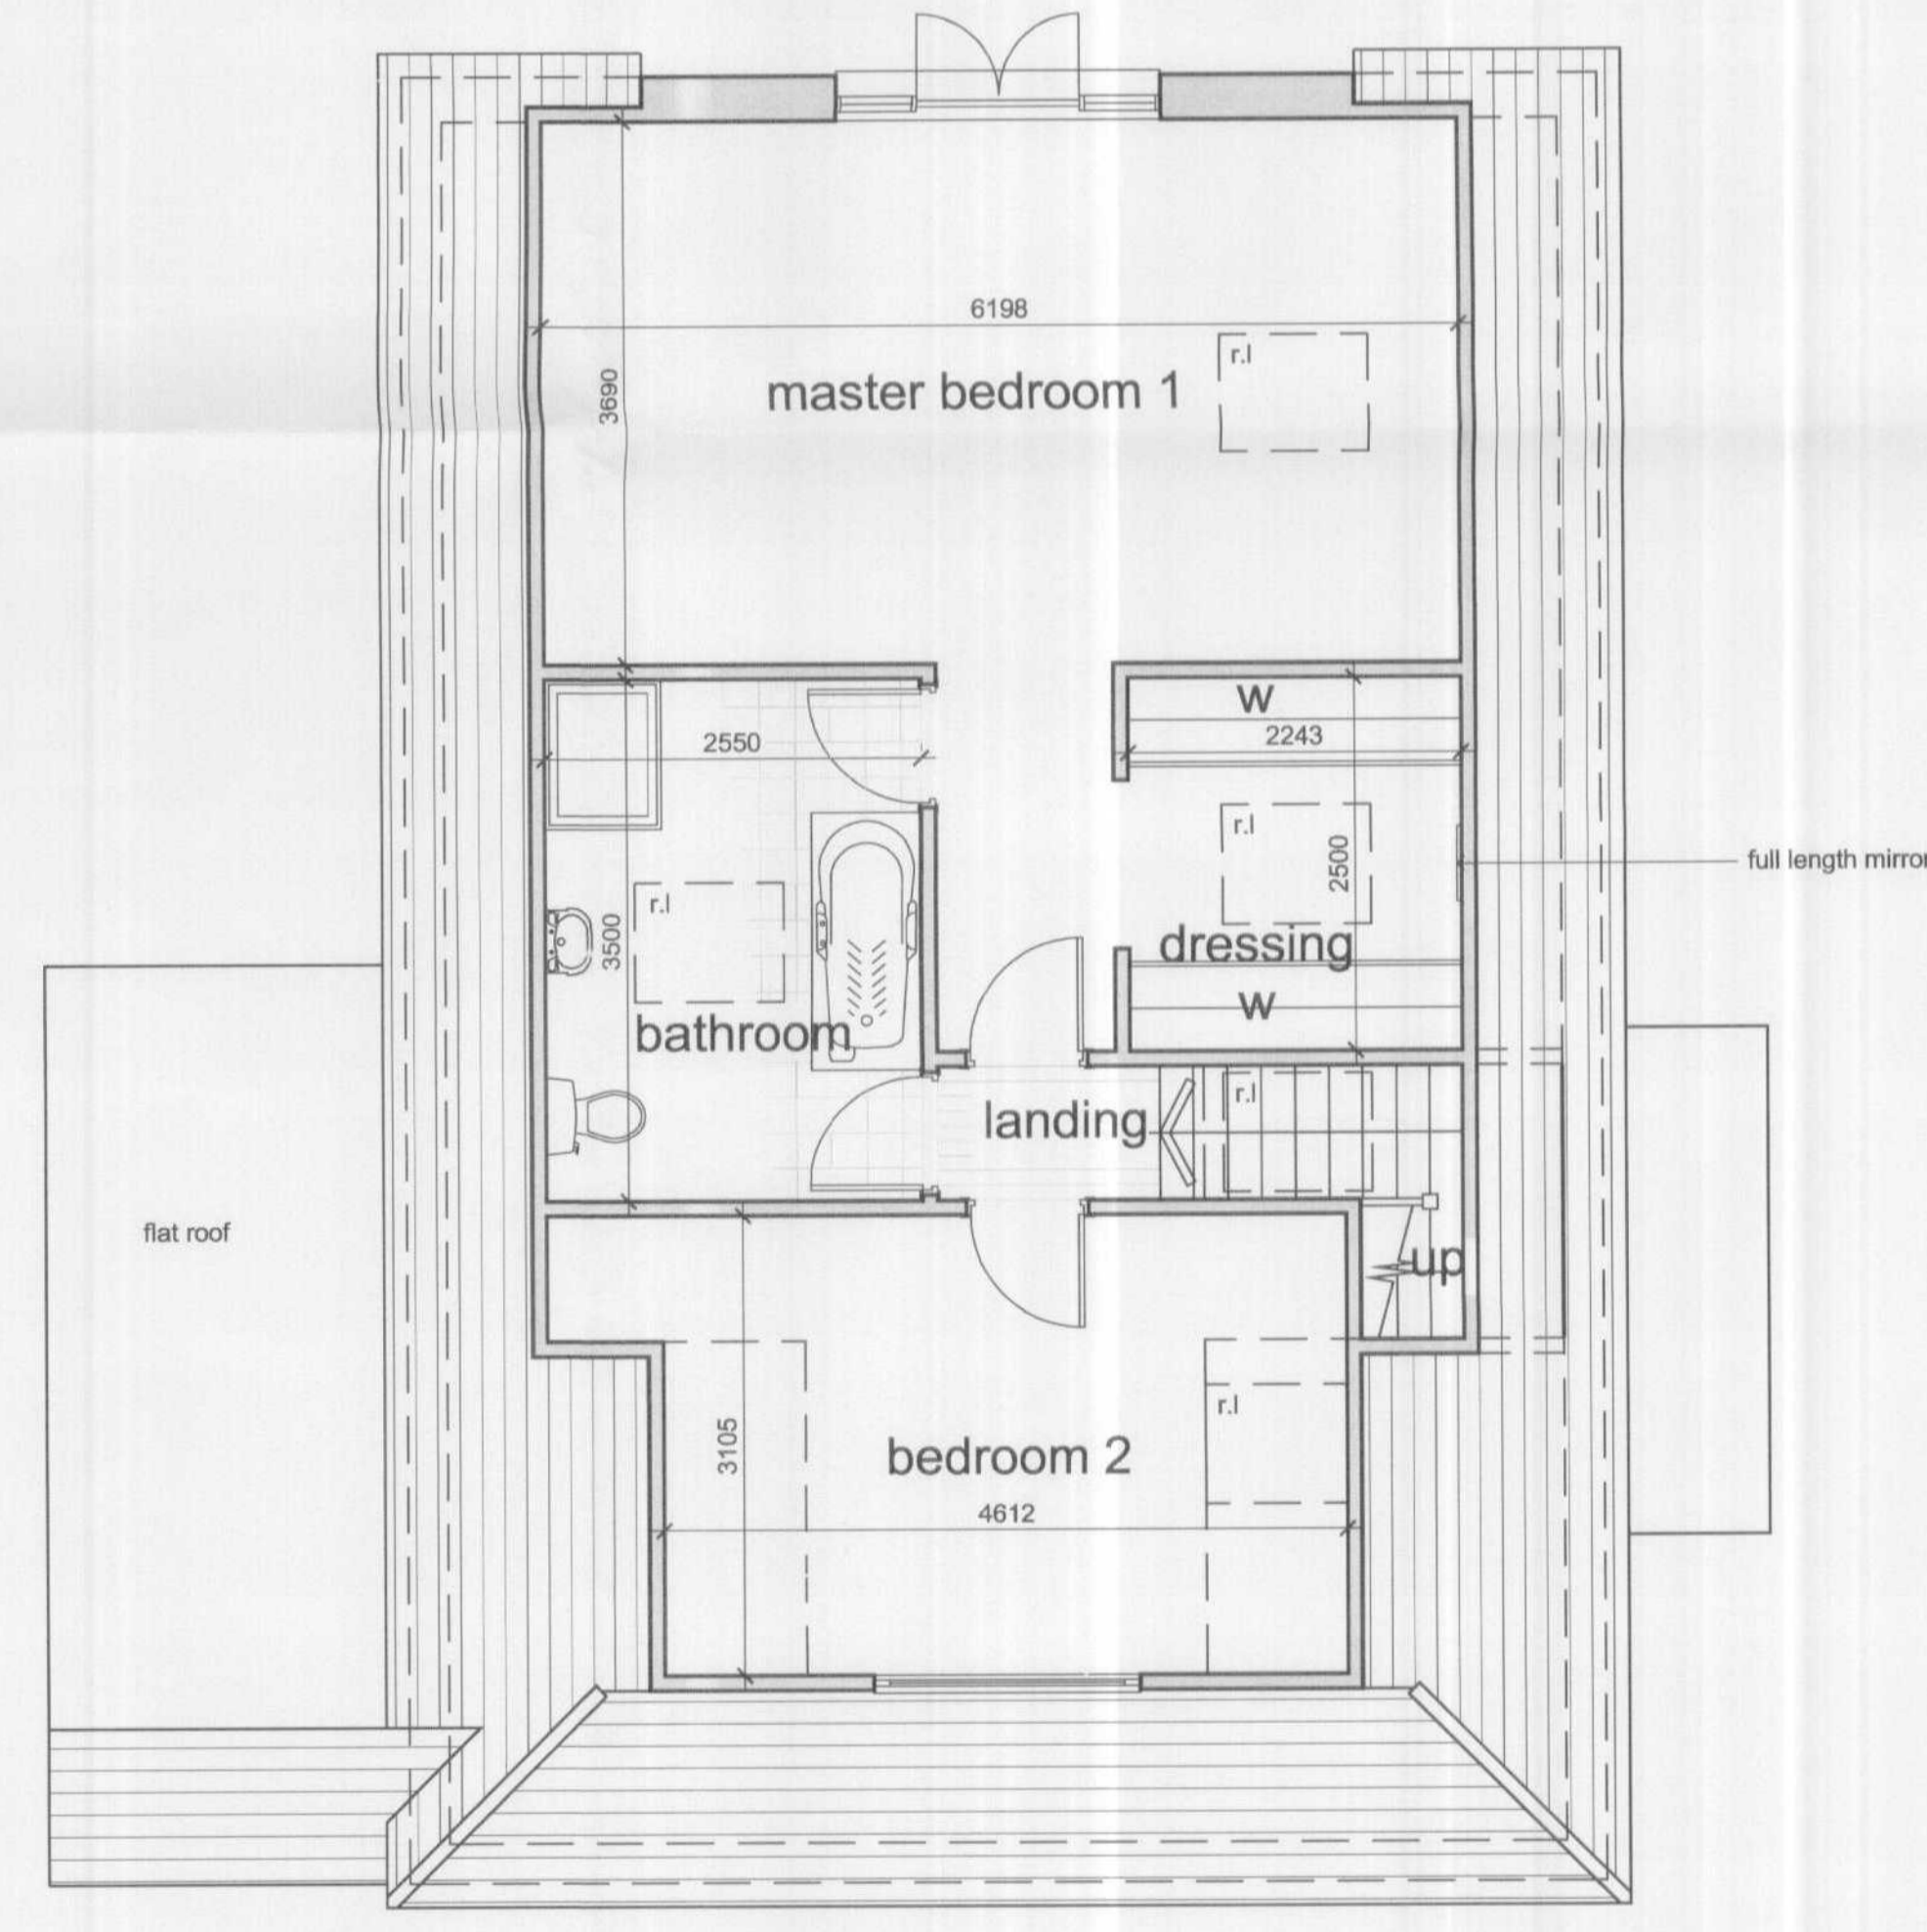 6198
r.l
3690
master bedroom 1
W
2550
2243
r.l
2500
full length mirror
r.l
3500
dressing
W
bathroom
r.l
landing
flat roof
up
r.l
3105
bedroom 2
4612